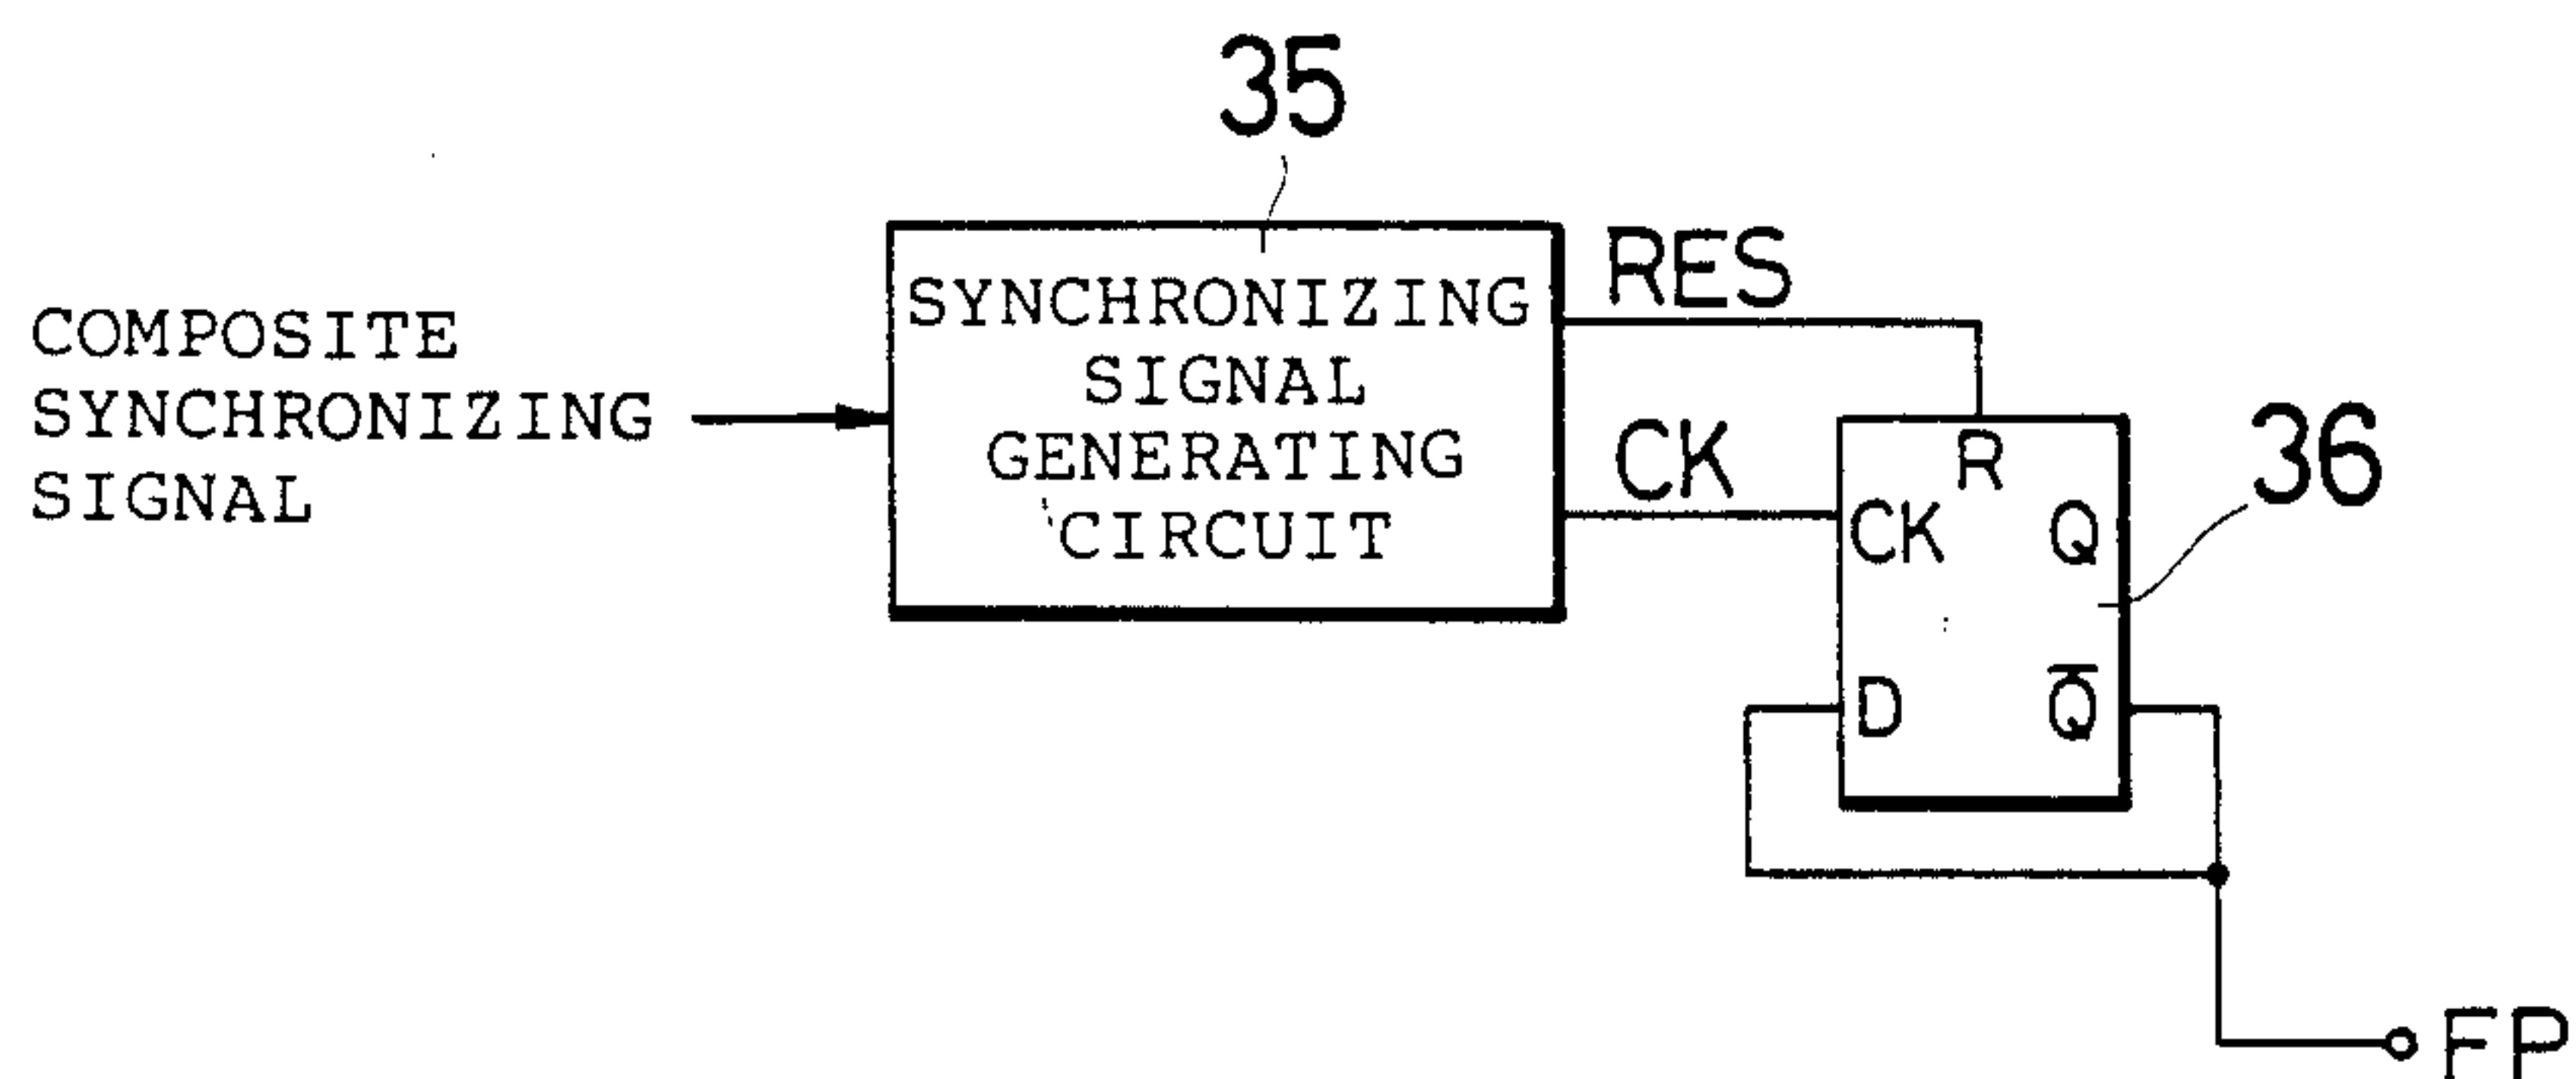 35
COMPOSITE
SYNCHRONIZING
SIGNAL
SYNCHRONIZING
SIGNAL
GENERATING
CIRCUIT
RES
CK
36
R
CK Q
D Q̅
FP